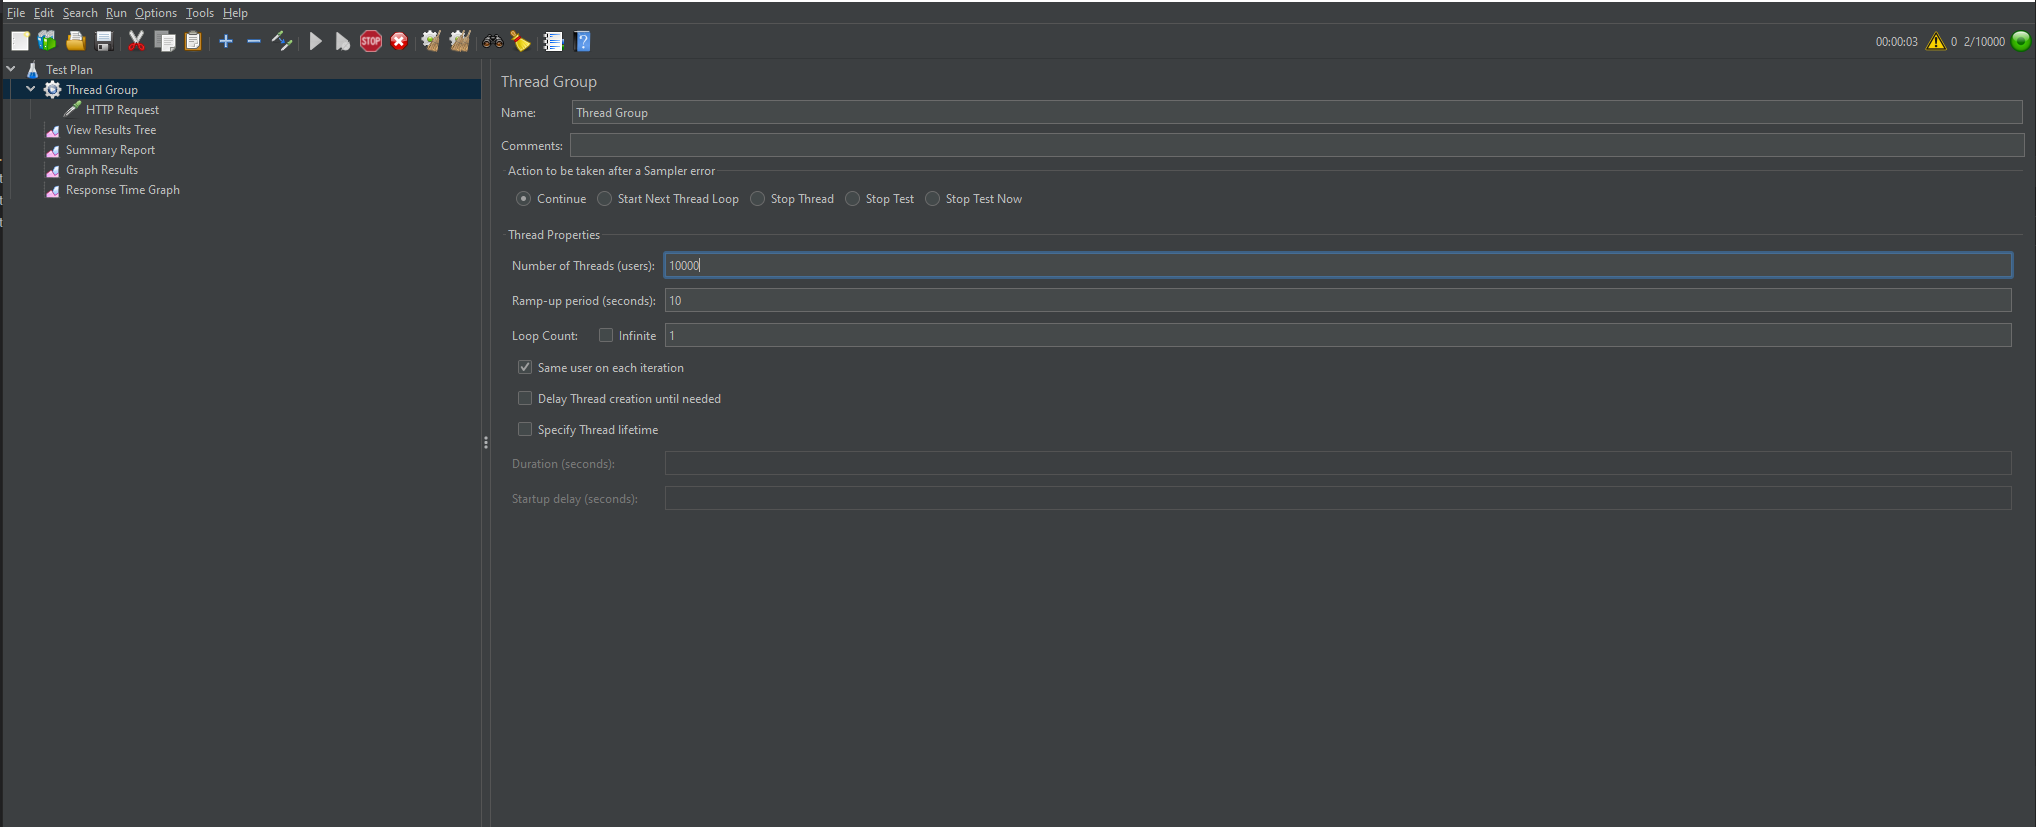 File Edit Search Run Options Tools Help
STOP
?
00:00:03 0 2/10000
Test Plan
Thread Group
HTTP Request
View Results Tree
Summary Report
Graph Results
Response Time Graph
Thread Group
Name: Thread Group
Comments:
Action to be taken after a Sampler error
Continue Start Next Thread Loop Stop Thread Stop Test Stop Test Now
Thread Properties
Number of Threads (users): 10000
Ramp-up period (seconds): 10
Loop Count: Infinite 1
Same user on each iteration
Delay Thread creation until needed
Specify Thread lifetime
Duration (seconds):
Startup delay (seconds):